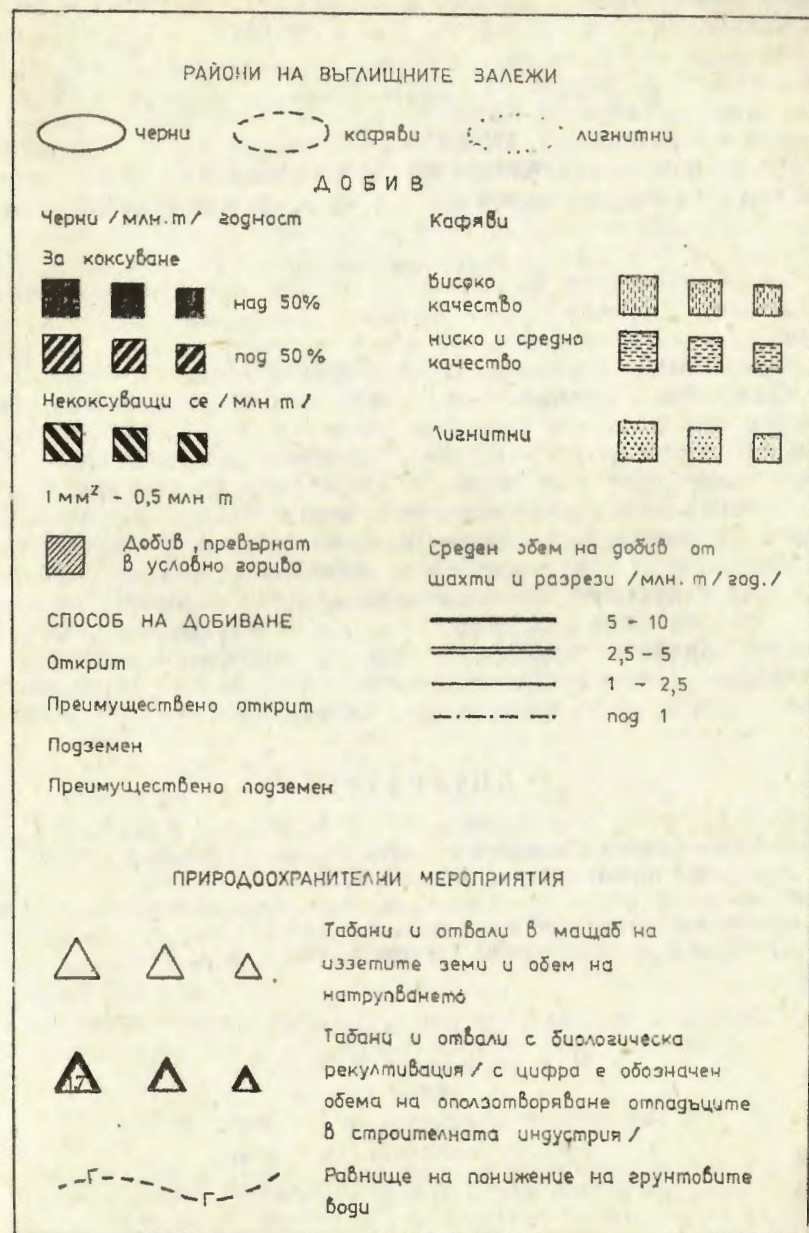 РАЙОНИ НА ВЪГЛИЩНИТЕ ЗАЛЕЖИ
черни кафяви лигнитни
ДОБИВ
Черни /млн.т/ годност
За коксуване
над 50%
под 50%
Некоксуващи се /млн т/
1 мм² - 0,5 млн т
Добив, превърнат
в условно гориво
Кафяви
високо
качество
ниско и средно
качество
Лигнитни
СПОСОБ НА ДОБИВАНЕ
Открит
Преимуществено открит
Подземен
Преимуществено подземен
Среден обем на добив от
шахти и разрези /млн. т/год./
5 - 10
2,5 - 5
1 - 2,5
под 1
ПРИРОДООХРАНИТЕЛНИ МЕРОПРИЯТИЯ
Табани и отвали в мащаб на
иззетите земи и обем на
натрупването
17
Табани и отвали с биологическа
рекултивация / с цифра е обозначен
обема на оползотворяване отпадъците
в строителната индустрия /
Г Г
Равнище на понижение на грунтовите
води